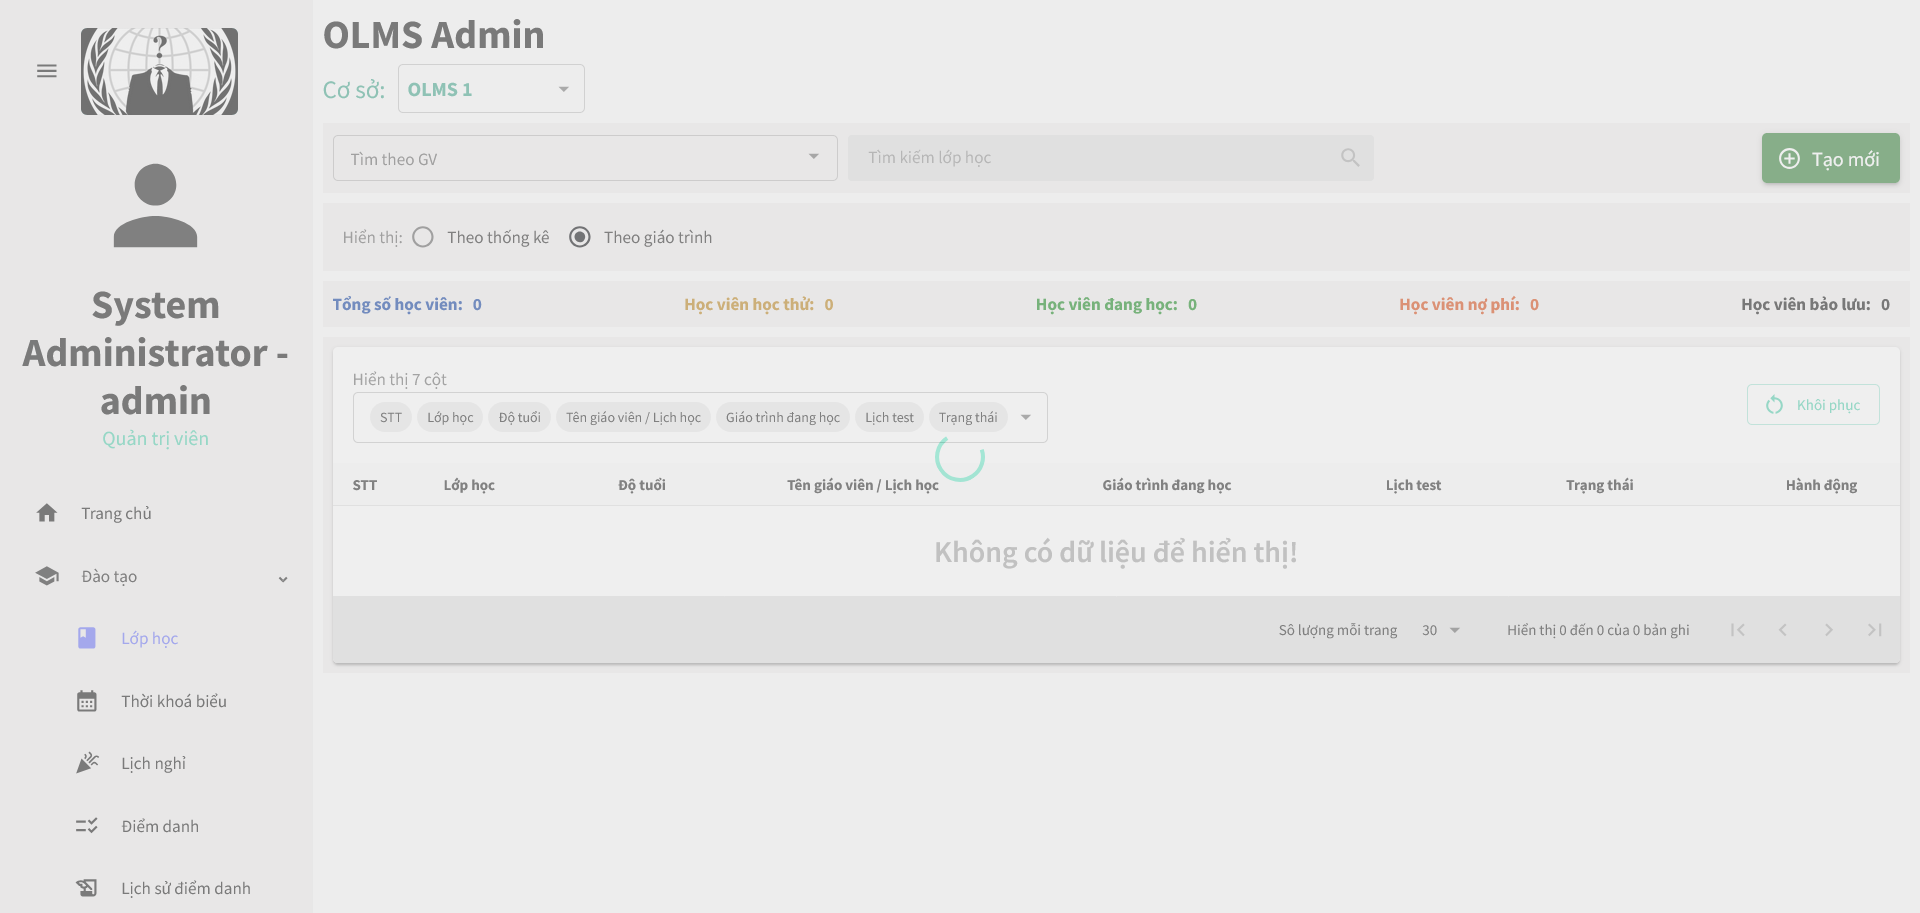 OLMS Admin
Cơ sở: OLMS 1
Tìm theo GV
Tìm kiếm lớp học
Tạo mới
Hiển thị: Theo thống kê Theo giáo trình
Tổng số học viên: 0 Học viên học thử: 0 Học viên đang học: 0 Học viên nợ phí: 0 Học viên bảo lưu: 0
Hiển thị 7 cột
STT Lớp học Độ tuổi Tên giáo viên / Lịch học Giáo trình đang học Lịch test Trạng thái
Khôi phục
STT Lớp học Độ tuổi Tên giáo viên / Lịch học Giáo trình đang học Lịch test Trạng thái Hành động
Không có dữ liệu để hiển thị!
Số lượng mỗi trang 30 Hiển thị 0 đến 0 của 0 bản ghi
?
System
Administrator -
admin
Quản trị viên
Trang chủ
Đào tạo
Lớp học
Thời khoá biểu
Lịch nghỉ
Điểm danh
Lịch sử điểm danh